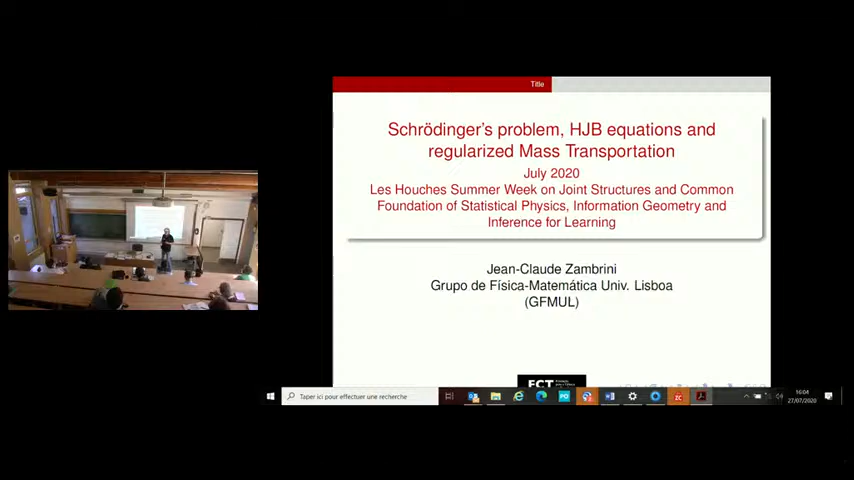 Title
Schrödinger's problem, HJB equations and
regularized Mass Transportation
July 2020
Les Houches Summer Week on Joint Structures and Common
Foundation of Statistical Physics, Information Geometry and
Inference for Learning
Jean-Claude Zambrini
Grupo de Física-Matemática Univ. Lisboa
(GFMUL)
FCT
Taper ici pour effectuer une recherche
16:04
27/07/2020